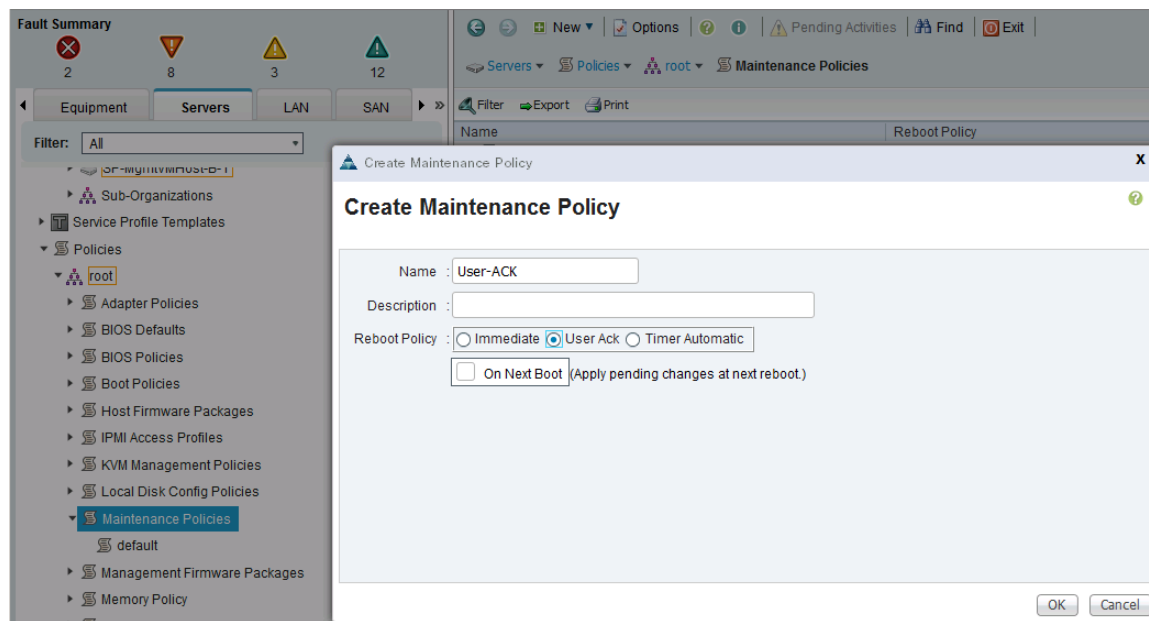 Fault Summary
2 8 3 12
New Options Pending Activities Find Exit
Servers Policies root Maintenance Policies
Equipment Servers LAN SAN
Filter Export Print
Name Reboot Policy
Filter: All
SP-MgmtVMHost-B-1
Sub-Organizations
Service Profile Templates
Policies
root
Adapter Policies
BIOS Defaults
BIOS Policies
Boot Policies
Host Firmware Packages
IPMI Access Profiles
KVM Management Policies
Local Disk Config Policies
Maintenance Policies
default
Management Firmware Packages
Memory Policy
Create Maintenance Policy X
Create Maintenance Policy
Name : User-ACK
Description :
Reboot Policy : Immediate User Ack Timer Automatic
On Next Boot (Apply pending changes at next reboot.)
OK Cancel